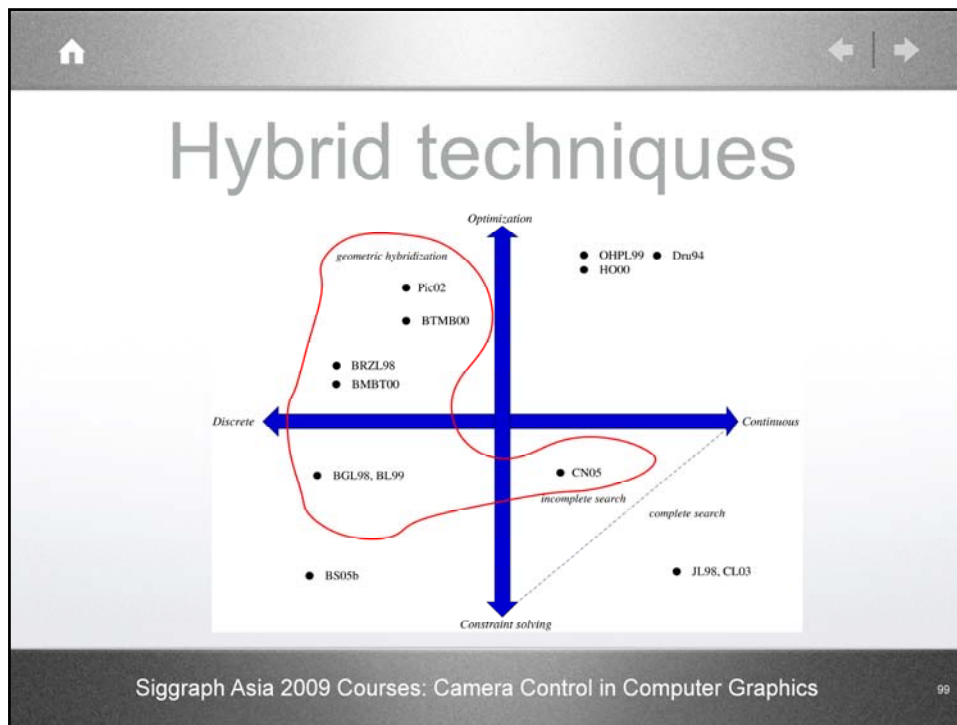 Hybrid techniques
Optimization
geometric hybridization
OHPL99
Dru94
HO00
Pic02
BTMB00
BRZL98
BMBT00
Discrete
Continuous
BGL98, BL99
CN05
incomplete search
complete search
BS05b
JL98, CL03
Constraint solving
Siggraph Asia 2009 Courses: Camera Control in Computer Graphics
99